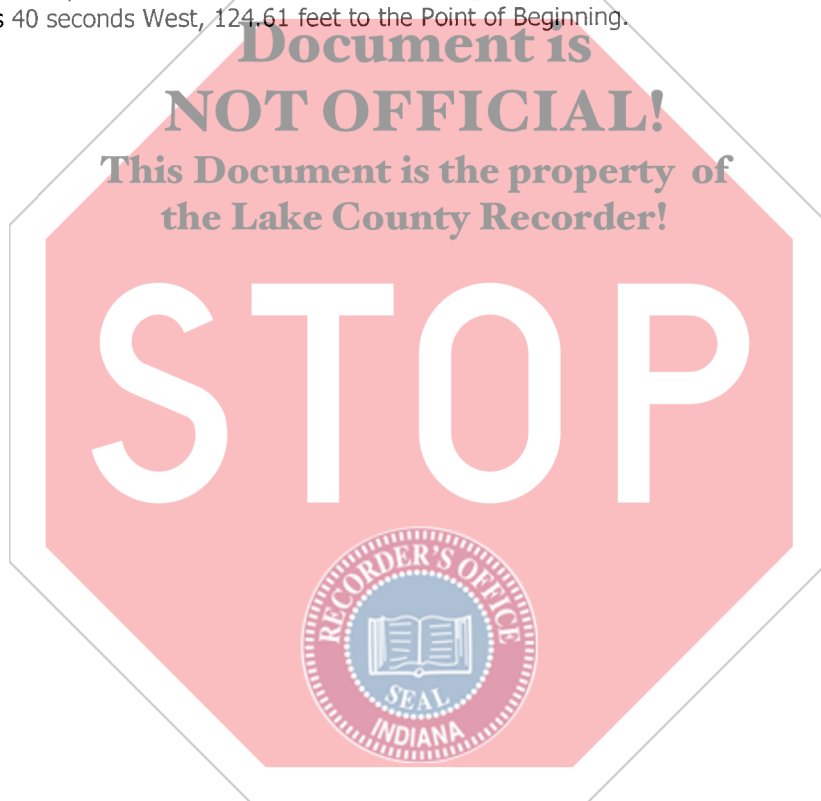 s 40 seconds West, 124.61 feet to the Point of Beginning.
Document is
NOT OFFICIAL!
This Document is the property of
the Lake County Recorder!
STOP
RECORDER'S OFFICE
SEAL
INDIANA